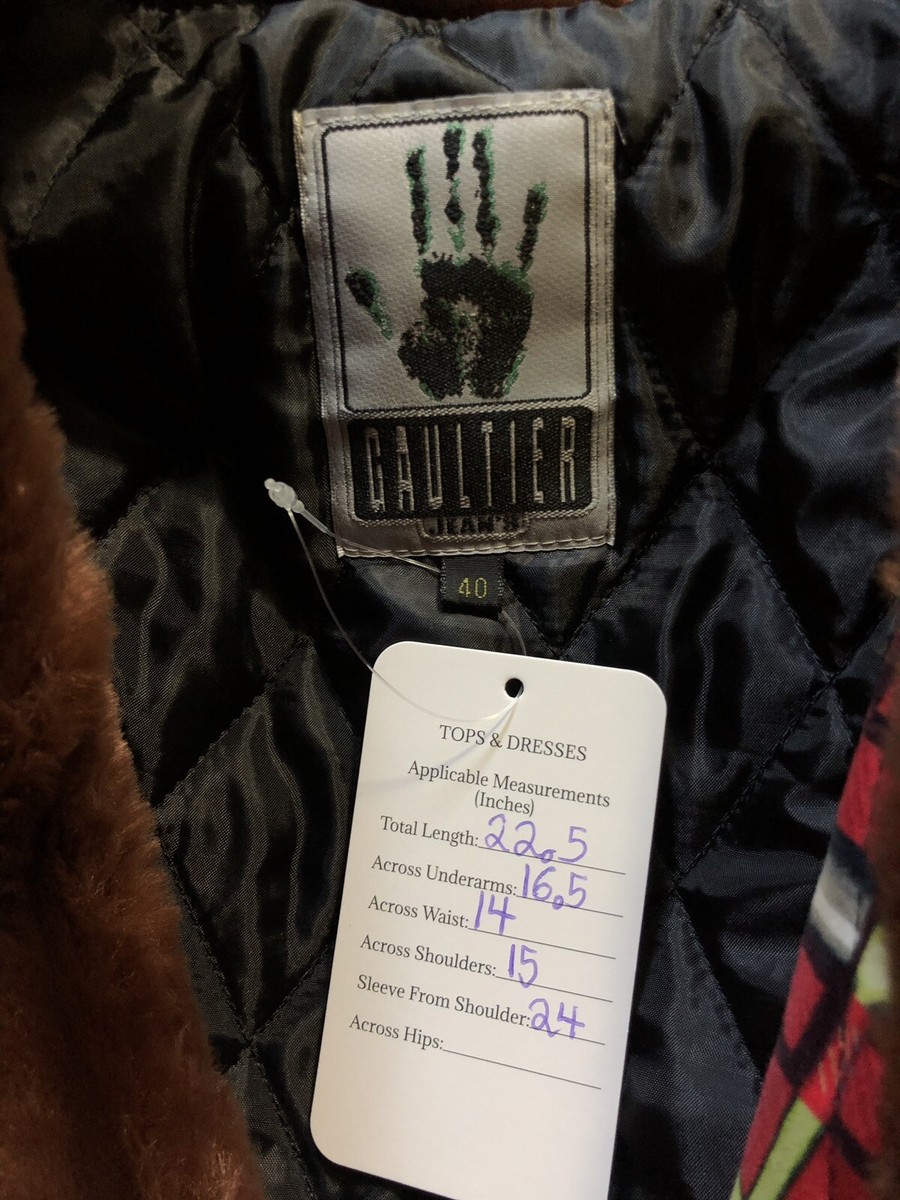 GAULTIER
JEAN'S
40
TOPS & DRESSES
Applicable Measurements
(Inches)
Total Length: 22.5
Across Underarms: 16.5
Across Waist: 14
Across Shoulders: 15
Sleeve From Shoulder: 24
Across Hips: